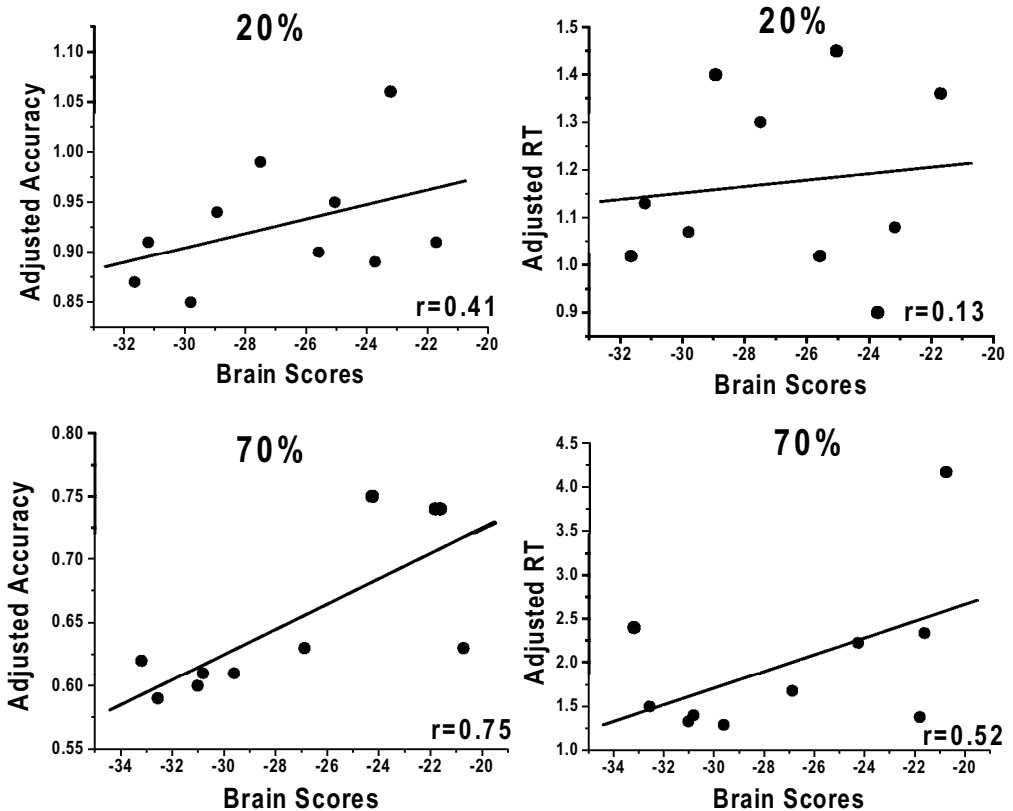 20%
Adjusted Accuracy
1.10
1.05
1.00
0.95
0.90
0.85
r=0.41
-32 -30 -28 -26 -24 -22 -20
Brain Scores
20%
Adjusted RT
1.5
1.4
1.3
1.2
1.1
1.0
0.9
r=0.13
-32 -30 -28 -26 -24 -22 -20
Brain Scores
70%
Adjusted Accuracy
0.80
0.75
0.70
0.65
0.60
0.55
r=0.75
-34 -32 -30 -28 -26 -24 -22 -20
Brain Scores
70%
Adjusted RT
4.5
4.0
3.5
3.0
2.5
2.0
1.5
1.0
r=0.52
-34 -32 -30 -28 -26 -24 -22 -20
Brain Scores